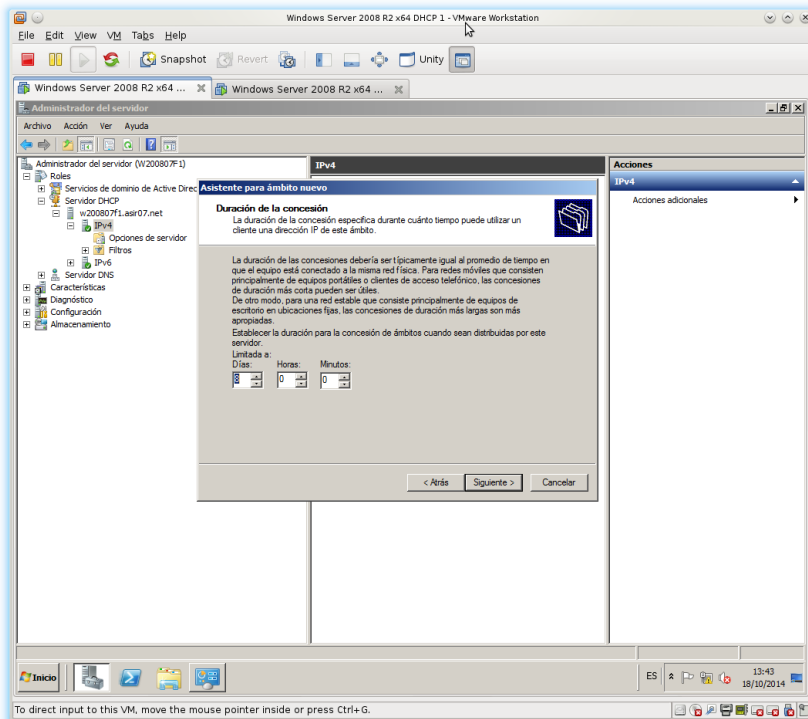 Windows Server 2008 R2 x64 DHCP 1 - VMware Workstation
File Edit View VM Tabs Help
Snapshot Revert Unity
Windows Server 2008 R2 x64 ... Windows Server 2008 R2 x64 ...
Administrador del servidor
Archivo Acción Ver Ayuda
Administrador del servidor (W200807F1)
Roles
Servicios de dominio de Active Direc
Servidor DHCP
w200807f1.asir07.net
IPv4
Opciones de servidor
Filtros
IPv6
Servidor DNS
Características
Diagnóstico
Configuración
Almacenamiento
IPv4
Asistente para ámbito nuevo
Duración de la concesión
La duración de la concesión especifica durante cuánto tiempo puede utilizar un
cliente una dirección IP de este ámbito.
La duración de las concesiones debería ser típicamente igual al promedio de tiempo en
que el equipo está conectado a la misma red física. Para redes móviles que consisten
principalmente de equipos portátiles o clientes de acceso telefónico, las concesiones
de duración más corta pueden ser útiles.
De otro modo, para una red estable que consiste principalmente de equipos de
escritorio en ubicaciones fijas, las concesiones de duración más largas son más
apropiadas.
Establecer la duración para la concesión de ámbitos cuando sean distribuidas por este
servidor.
Limitada a:
Días: Horas: Minutos:
8 0 0
< Atrás Siguiente > Cancelar
Acciones
IPv4
Acciones adicionales
Inicio
ES
13:43
18/10/2014
To direct input to this VM, move the mouse pointer inside or press Ctrl+G.